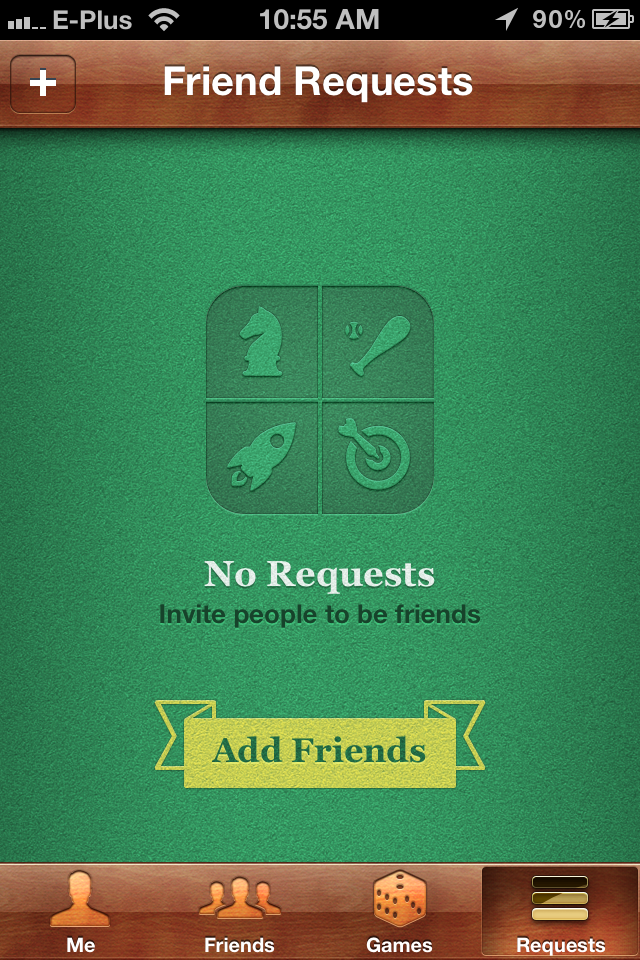 E-Plus 10:55 AM 90%
Friend Requests
No Requests
Invite people to be friends
Add Friends
Me Friends Games Requests